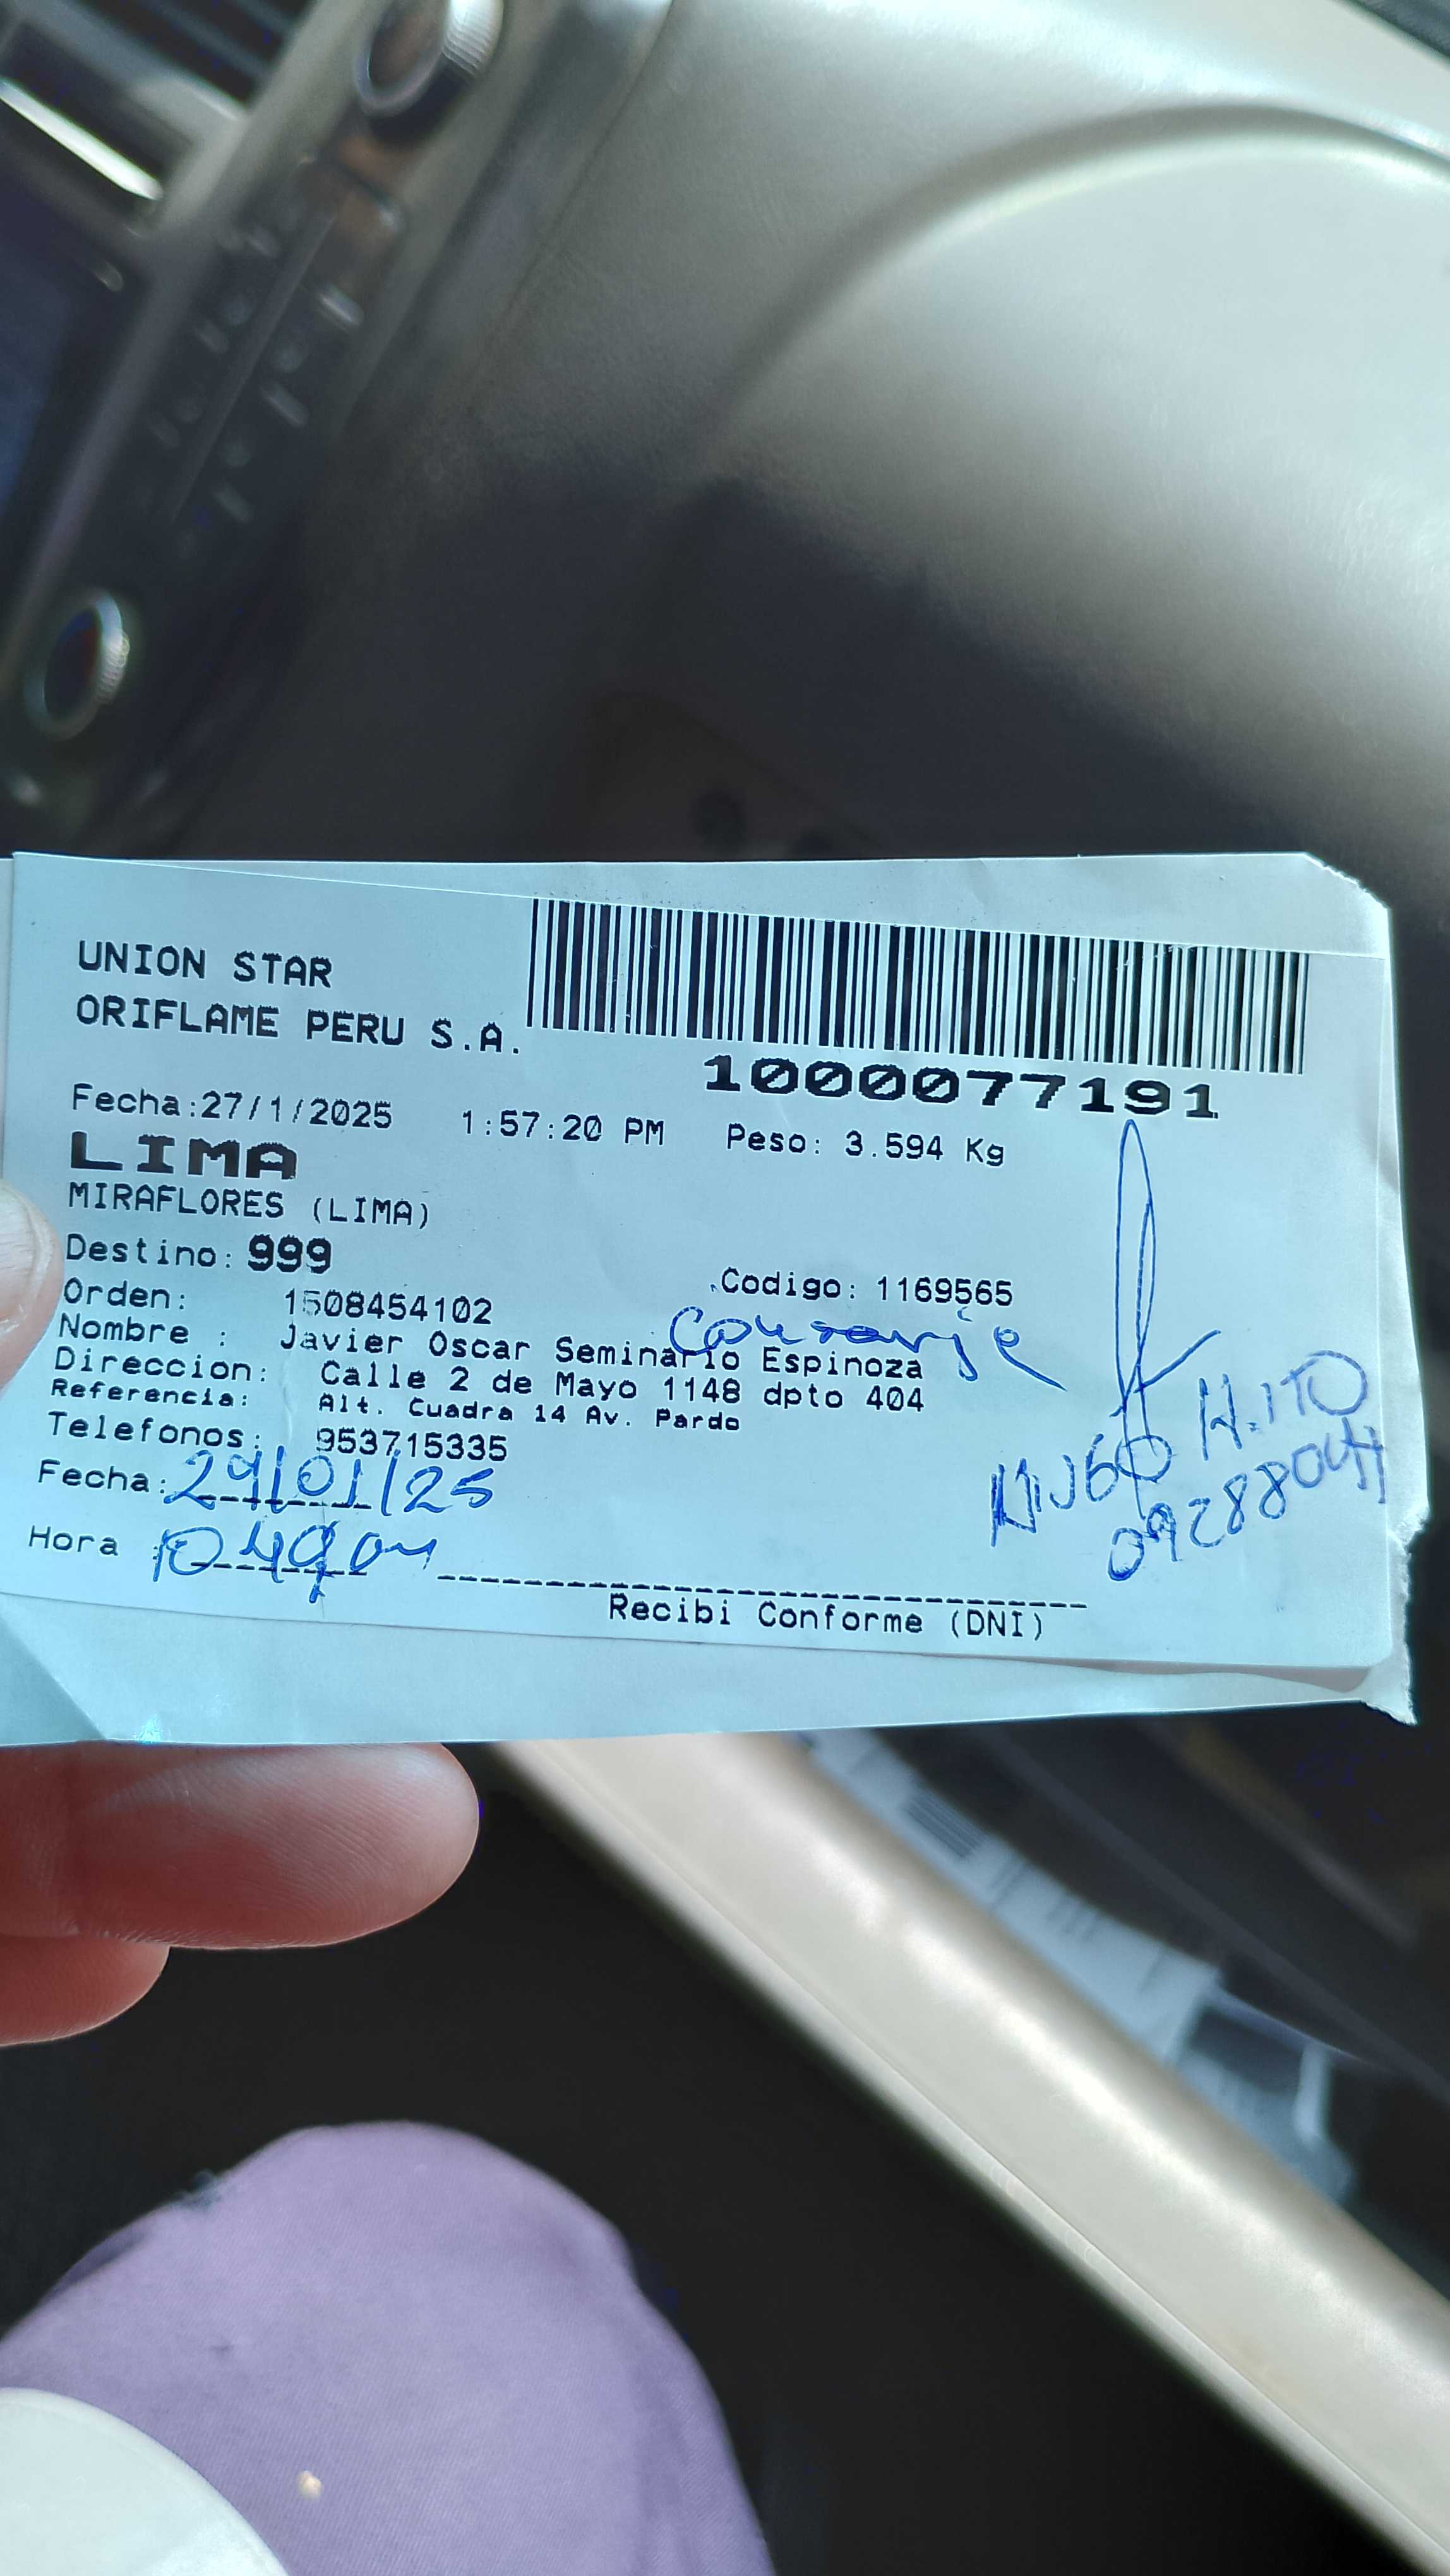 UNION STAR
ORIFLAME PERU S.A.
1000077191
Fecha:27/1/2025 1:57:20 PM Peso: 3.594 Kg
LIMA
MIRAFLORES (LIMA)
Destino: 999
Orden: 1508454102 Codigo: 1169565
Conserje
Nombre : Javier Oscar Seminario Espinoza
Direccion: Calle 2 de Mayo 1148 dpto 404
Referencia: Alt. Cuadra 14 Av. Pardo
Telefonos: 953715335
Fecha: 29/01/25
Hora :
Recibi Conforme (DNI)